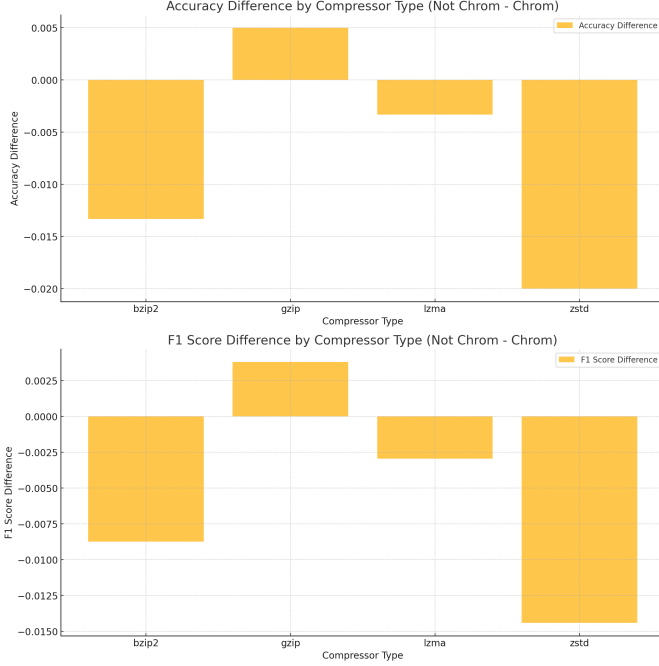 Accuracy Difference by Compressor Type (Not Chrom - Chrom)
Accuracy Difference
0.005
0.000
−0.005
−0.010
−0.015
−0.020
Accuracy Difference
bzip2
gzip
lzma
zstd
Compressor Type
F1 Score Difference by Compressor Type (Not Chrom - Chrom)
F1 Score Difference
0.0025
0.0000
−0.0025
−0.0050
−0.0075
−0.0100
−0.0125
−0.0150
F1 Score Difference
bzip2
gzip
lzma
zstd
Compressor Type